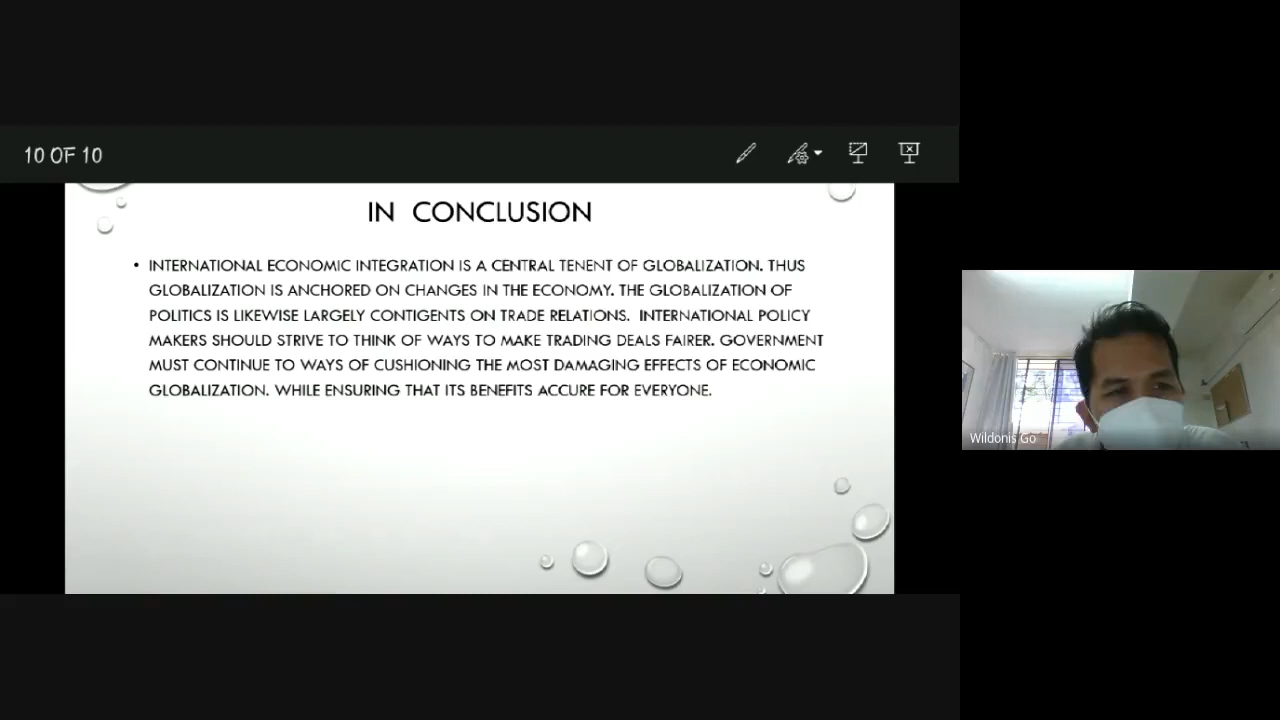 10 OF 10
IN CONCLUSION
• INTERNATIONAL ECONOMIC INTEGRATION IS A CENTRAL TENENT OF GLOBALIZATION. THUS
GLOBALIZATION IS ANCHORED ON CHANGES IN THE ECONOMY. THE GLOBALIZATION OF
POLITICS IS LIKEWISE LARGELY CONTIGENTS ON TRADE RELATIONS. INTERNATIONAL POLICY
MAKERS SHOULD STRIVE TO THINK OF WAYS TO MAKE TRADING DEALS FAIRER. GOVERNMENT
MUST CONTINUE TO WAYS OF CUSHIONING THE MOST DAMAGING EFFECTS OF ECONOMIC
GLOBALIZATION. WHILE ENSURING THAT ITS BENEFITS ACCURE FOR EVERYONE.
Wildonis Go